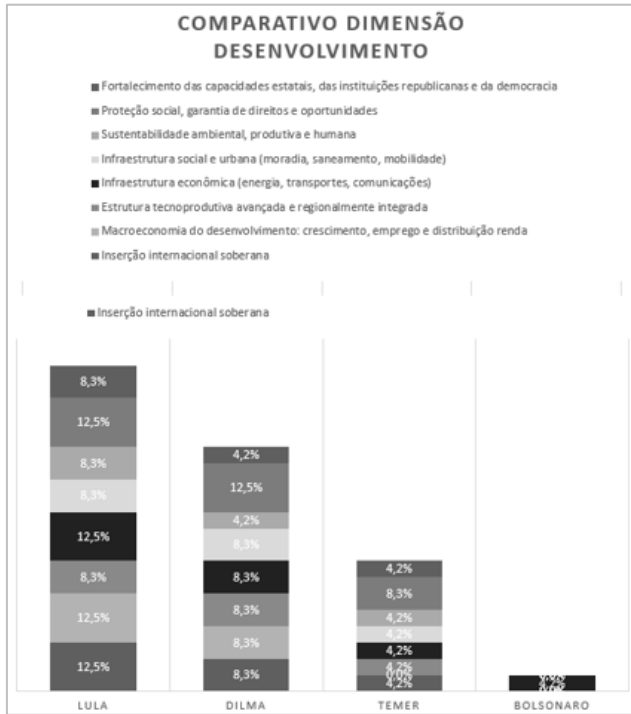 COMPARATIVO DIMENSÃO
DESENVOLVIMENTO
Fortalecimento das capacidades estatais, das instituições republicanas e da democracia
Proteção social, garantia de direitos e oportunidades
Sustentabilidade ambiental, produtiva e humana
Infraestrutura social e urbana (moradia, saneamento, mobilidade)
Infraestrutura econômica (energia, transportes, comunicações)
Estrutura tecnoprodutiva avançada e regionalmente integrada
Macroeconomia do desenvolvimento: crescimento, emprego e distribuição renda
Inserção internacional soberana
Inserção internacional soberana
8,3%
12,5%
8,3%
8,3%
12,5%
8,3%
12,5%
12,5%
4,2%
12,5%
4,2%
8,3%
8,3%
8,3%
8,3%
8,3%
4,2%
8,3%
4,2%
4,2%
4,2%
4,2%
0,0%
4,2%
4,2%
LULA DILMA TEMER BOLSONARO